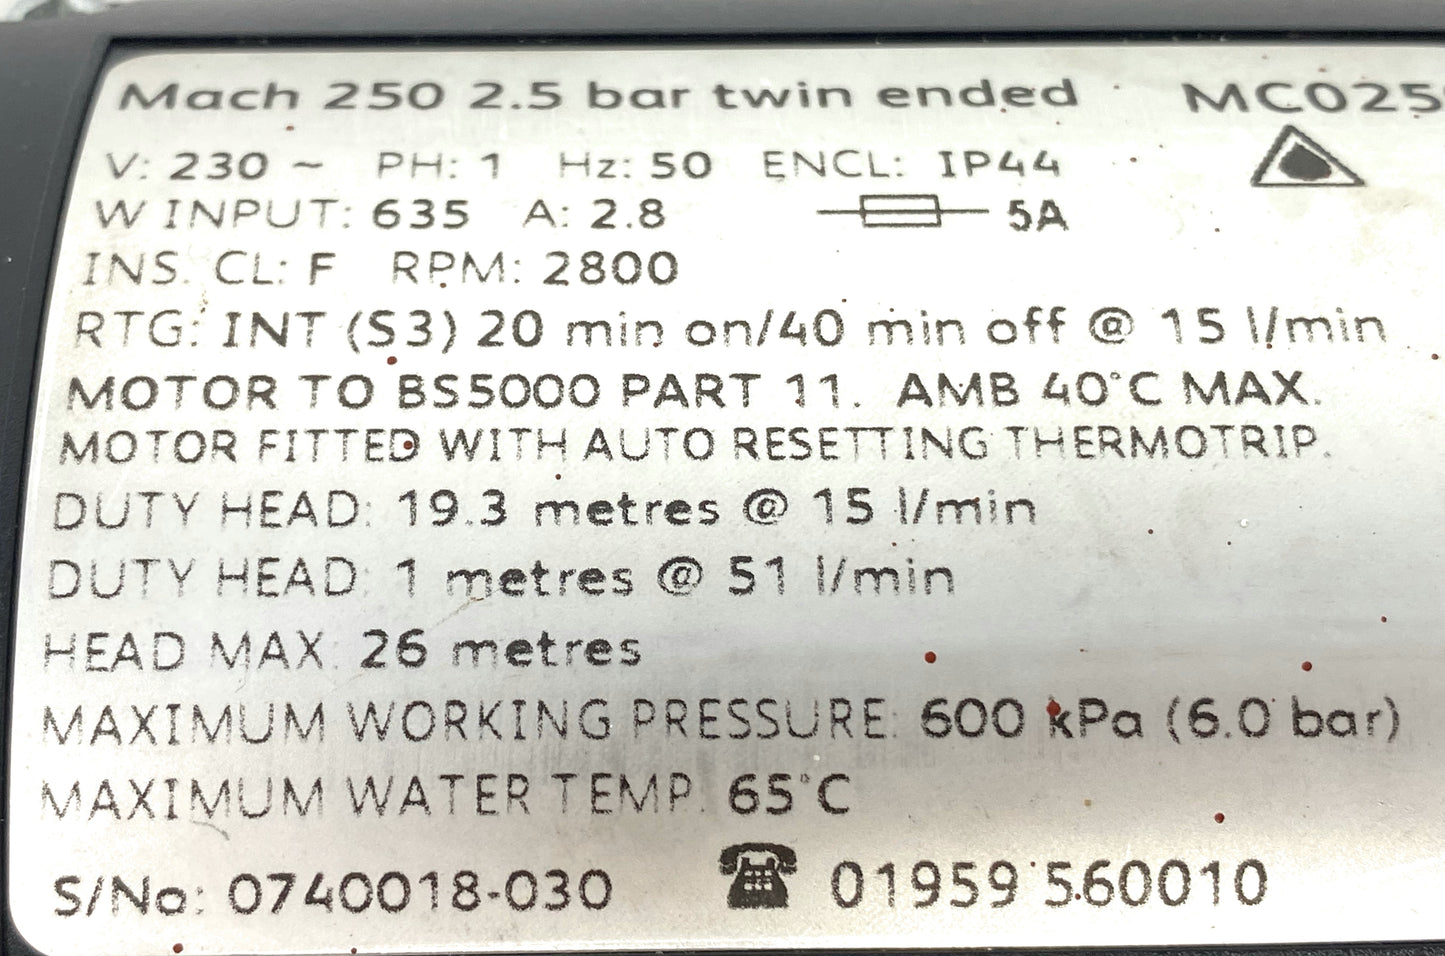 Mach 250 2.5 bar twin ended
V: 230 ~ PH: 1 Hz: 50 ENCL: IP44
W INPUT: 635 A: 2.8 5A
INS. CL: F RPM: 2800
RTG: INT (S3) 20 min on/40 min off @ 15 l/min
MOTOR TO BS5000 PART 11. AMB 40°C MAX.
MOTOR FITTED WITH AUTO RESETTING THERMOTRIP.
DUTY HEAD: 19.3 metres @ 15 l/min
DUTY HEAD: 1 metres @ 51 l/min
HEAD MAX: 26 metres
MAXIMUM WORKING PRESSURE: 600 kPa (6.0 bar)
MAXIMUM WATER TEMP: 65°C
S/No: 0740018-030 01959 560010